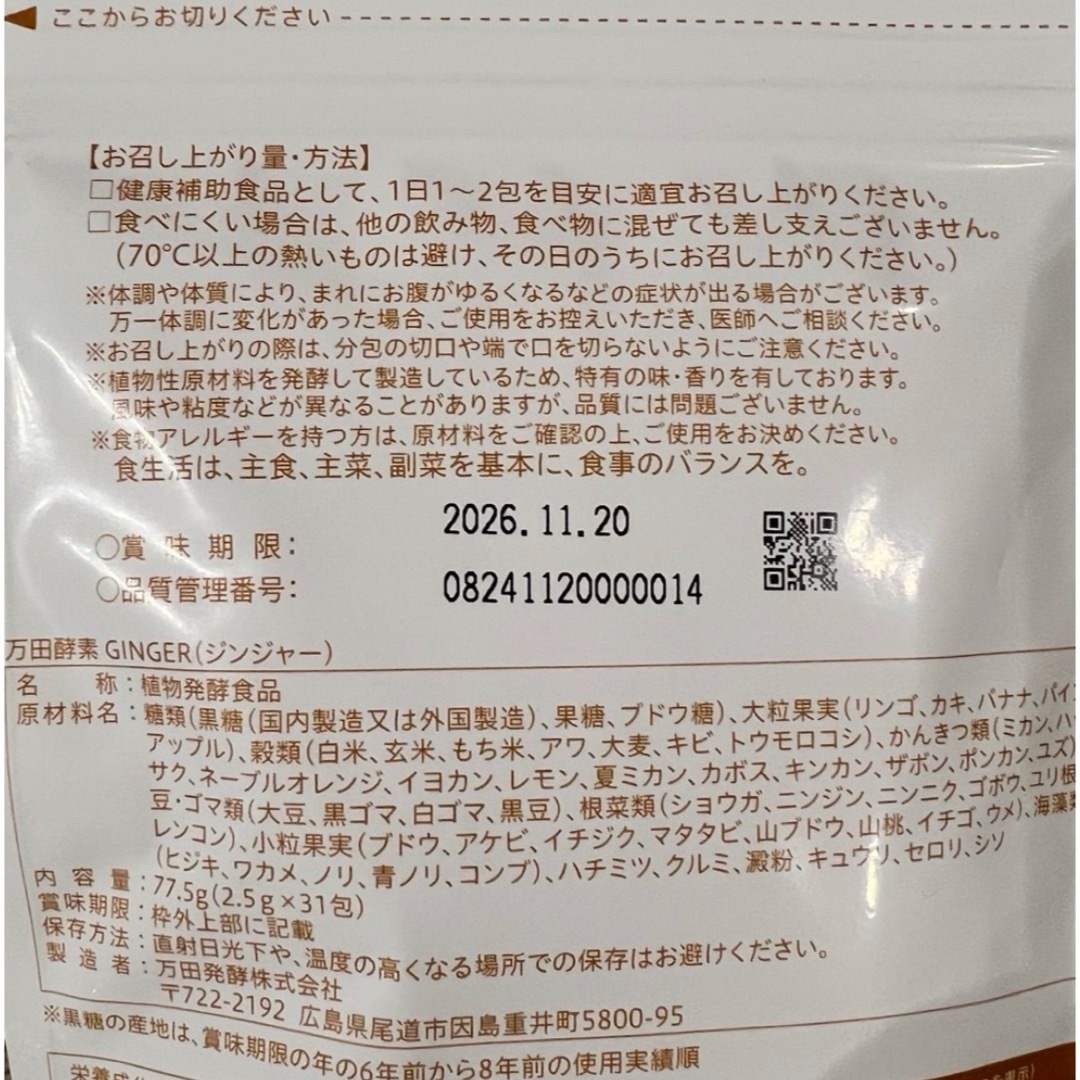 ここからお切りください
【お召し上がり量・方法】
□健康補助食品として、1日1〜2包を目安に適宜お召し上がりください。
□食べにくい場合は、他の飲み物、食べ物に混ぜても差し支えございません。
(70℃以上の熱いものは避け、その日のうちにお召し上がりください。)
※体調や体質により、まれにお腹がゆるくなるなどの症状が出る場合がございます。
万一体調に変化があった場合、ご使用をお控えいただき、医師へご相談ください。
※お召し上がりの際は、分包の切口や端で口を切らないようにご注意ください。
※植物性原材料を発酵して製造しているため、特有の味・香りを有しております。
風味や粘度などが異なることがありますが、品質には問題ございません。
※食物アレルギーを持つ方は、原材料をご確認の上、ご使用をお決めください。
食生活は、主食、主菜、副菜を基本に、食事のバランスを。
○賞味期限: 2026.11.20
○品質管理番号: 08241120000014
万田酵素 GINGER(ジンジャー)
名称:植物発酵食品
原材料名:糖類(黒糖(国内製造又は外国製造)、果糖、ブドウ糖)、大粒果実(リンゴ、カキ、バナナ、パイン
アップル)、穀類(白米、玄米、もち米、アワ、大麦、キビ、トウモロコシ)、かんきつ類(ミカン、ハッ
サク、ネーブルオレンジ、イヨカン、レモン、夏ミカン、カボス、キンカン、ザボン、ポンカン、ユズ)
豆・ゴマ類(大豆、黒ゴマ、白ゴマ、黒豆)、根菜類(ショウガ、ニンジン、ニンニク、ゴボウ、ユリ根
レンコン)、小粒果実(ブドウ、アケビ、イチジク、マタタビ、山ブドウ、山桃、イチゴ、ウメ)、海藻類
(ヒジキ、ワカメ、ノリ、青ノリ、コンブ)、ハチミツ、クルミ、澱粉、キュウリ、セロリ、シソ
内容量:77.5g(2.5g×31包)
賞味期限:枠外上部に記載
保存方法:直射日光下や、温度の高くなる場所での保存はお避けください。
製造者:万田発酵株式会社
〒722-2192 広島県尾道市因島重井町5800-95
※黒糖の産地は、賞味期限の年の6年前から8年前の使用実績順
栄養成分